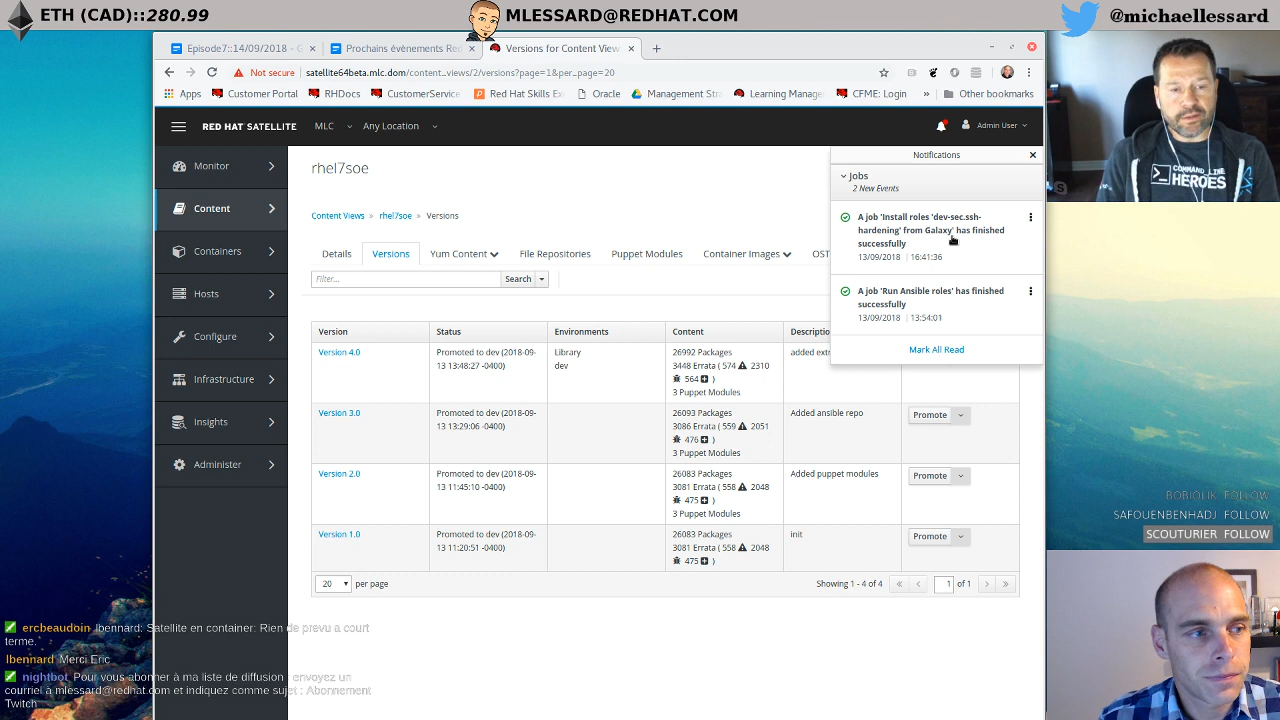 ETH (CAD)::280.99
MLESSARD@REDHAT.COM
@michaellessard
Episode7::14/09/2018 - G
Prochains évènements Red
Versions for Content View
Not secure
satellite64beta.mlc.dom/content_views/2/versions?page=1&per_page=20
Apps
Customer Portal
RHDocs
CustomerService
Red Hat Skills Ex
Oracle
Management Stra
Learning Manage
CFME: Login
»
Other bookmarks
RED HAT SATELLITE
MLC
Any Location
Admin User
Monitor
Content
Containers
Hosts
Configure
Infrastructure
Insights
Administer
rhel7soe
Content Views » rhel7soe » Versions
Details
Versions
Yum Content
File Repositories
Puppet Modules
Container Images
OST
Filter...
Search
Notifications
Jobs
2 New Events
A job 'Install roles 'dev-sec.ssh-
hardening' from Galaxy' has finished
successfully
13/09/2018 | 16:41:36
A job 'Run Ansible roles' has finished
successfully
13/09/2018 | 13:54:01
Mark All Read
Version Status Environments Content Descriptio
Version 4.0
Promoted to dev (2018-09-
13 13:48:27 -0400)
Library
dev
26992 Packages
3448 Errata ( 574 2310
564 )
3 Puppet Modules
added extr
Version 3.0
Promoted to dev (2018-09-
13 13:29:06 -0400)
26093 Packages
3086 Errata ( 559 2051
476 )
3 Puppet Modules
Added ansible repo
Promote
Version 2.0
Promoted to dev (2018-09-
13 11:45:10 -0400)
26083 Packages
3081 Errata ( 558 2048
475 )
3 Puppet Modules
Added puppet modules
Promote
Version 1.0
Promoted to dev (2018-09-
13 11:20:51 -0400)
26083 Packages
3081 Errata ( 558 2048
475 )
init
Promote
20 per page
Showing 1 - 4 of 4
« ‹ 1 of 1 › »
>_ COMMAND LINE
HEROES
BOBIOLIK FOLLOW
SAFOUENBENHADJ FOLLOW
SCOUTURIER FOLLOW
ercbeaudoin lbennard: Satellite en container: Rien de prevu a court
terme.
lbennard Merci Eric
nightbot Pour vous abonner à ma liste de diffusion : envoyez un
courriel à mlessard@redhat.com et indiquez comme sujet : Abonnement
Twitch